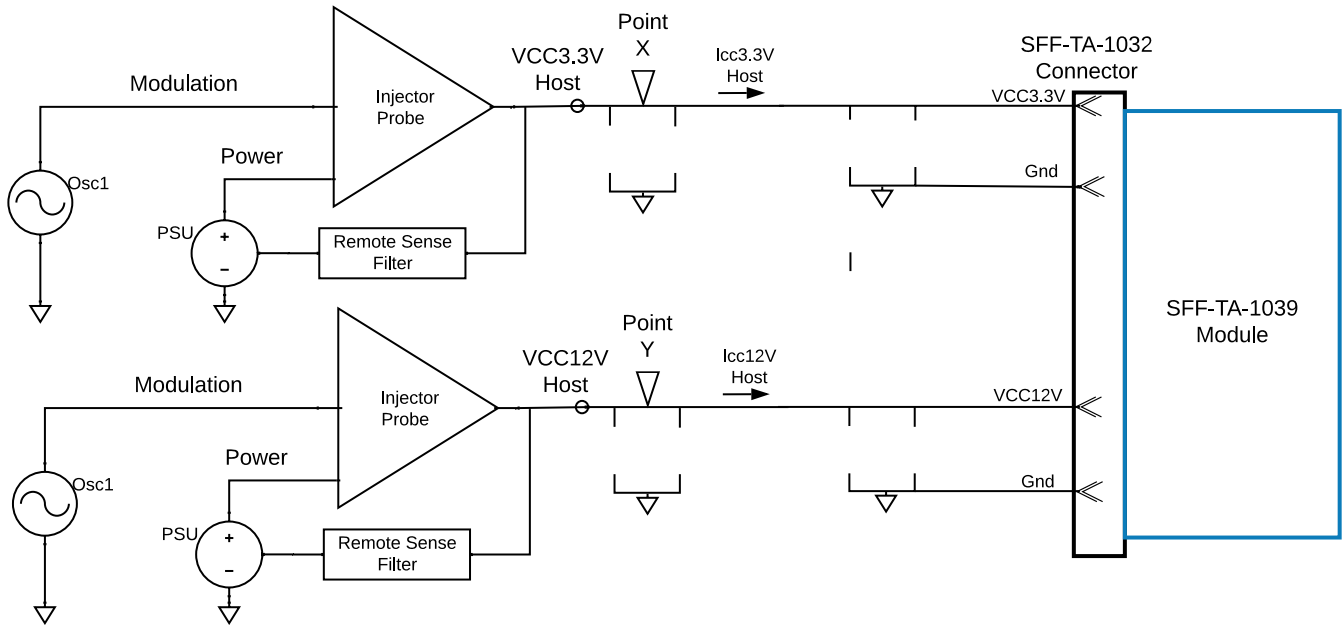 Point
X
SFF-TA-1032
Connector
VCC3.3V
Host
Icc3.3V
Host
Modulation
Injector
Probe
VCC3.3V
Power
Gnd
Osc1
PSU
+
−
Remote Sense
Filter
SFF-TA-1039
Module
Point
Y
VCC12V
Host
Icc12V
Host
Modulation
Injector
Probe
VCC12V
Power
Gnd
Osc1
PSU
+
−
Remote Sense
Filter